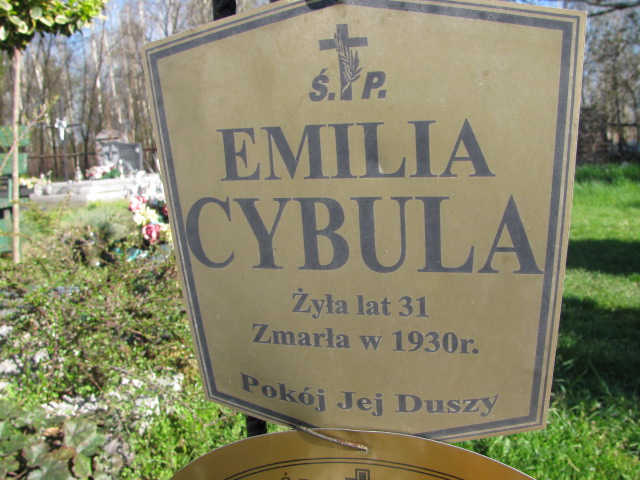 Ś. P.
EMILIA
CYBULA
Żyła lat 31
Zmarła w 1930r.
Pokój Jej Duszy